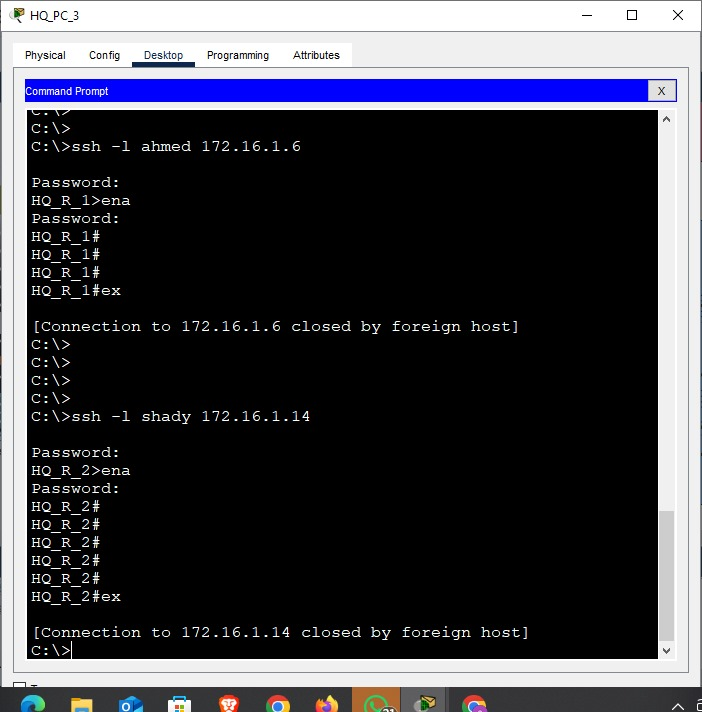 HQ_PC_3
Physical Config Desktop Programming Attributes
Command Prompt
X
C:\>
C:\>
C:\>ssh -l ahmed 172.16.1.6
Password:
HQ_R_1>ena
Password:
HQ_R_1#
HQ_R_1#
HQ_R_1#
HQ_R_1#ex
[Connection to 172.16.1.6 closed by foreign host]
C:\>
C:\>
C:\>
C:\>
C:\>ssh -l shady 172.16.1.14
Password:
HQ_R_2>ena
Password:
HQ_R_2#
HQ_R_2#
HQ_R_2#
HQ_R_2#
HQ_R_2#
HQ_R_2#ex
[Connection to 172.16.1.14 closed by foreign host]
C:\>